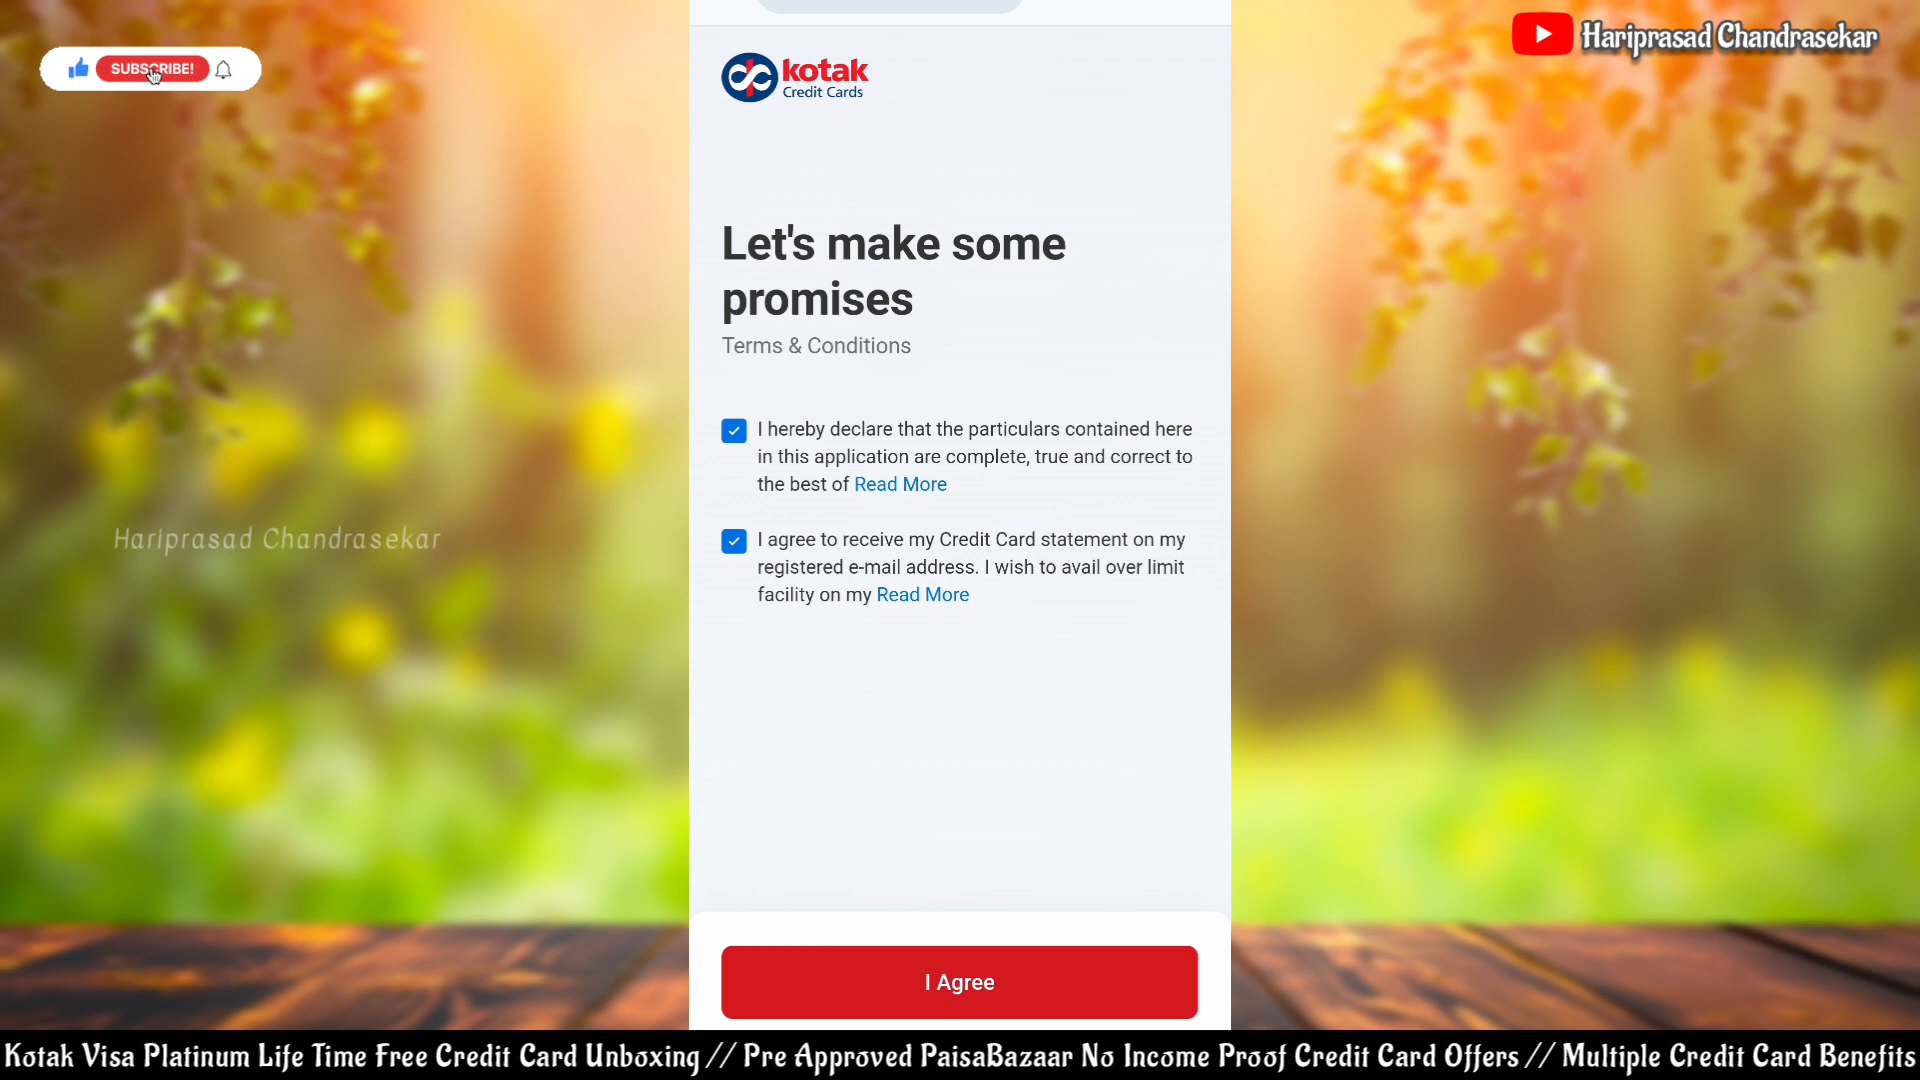 SUBSCRIBE!
Hariprasad Chandrasekar
kotak
Credit Cards
Let's make some
promises
Terms & Conditions
I hereby declare that the particulars contained here
in this application are complete, true and correct to
the best of Read More
I agree to receive my Credit Card statement on my
registered e-mail address. I wish to avail over limit
facility on my Read More
Hariprasad Chandrasekar
I Agree
Kotak Visa Platinum Life Time Free Credit Card Unboxing // Pre Approved PaisaBazaar No Income Proof Credit Card Offers // Multiple Credit Card Benefits